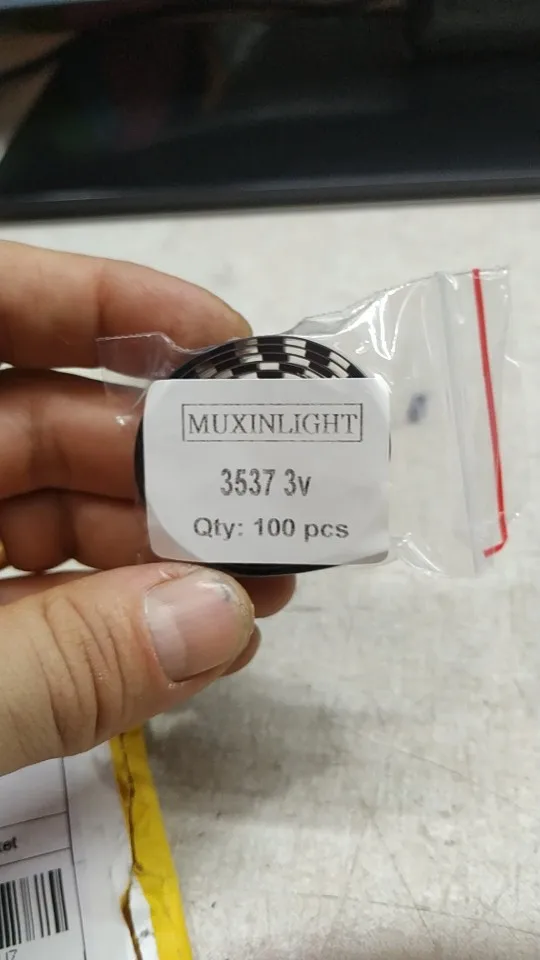 MUXINLIGHT
3537 3v
Qty: 100 pcs